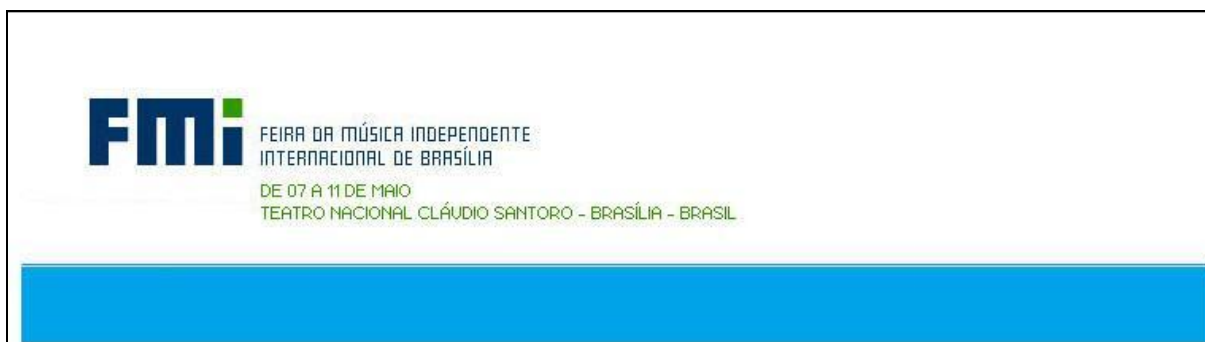 FMi
FEIRA DA MÚSICA INDEPENDENTE
INTERNACIONAL DE BRASÍLIA
DE 07 A 11 DE MAIO
TEATRO NACIONAL CLÁUDIO SANTORO - BRASÍLIA - BRASIL